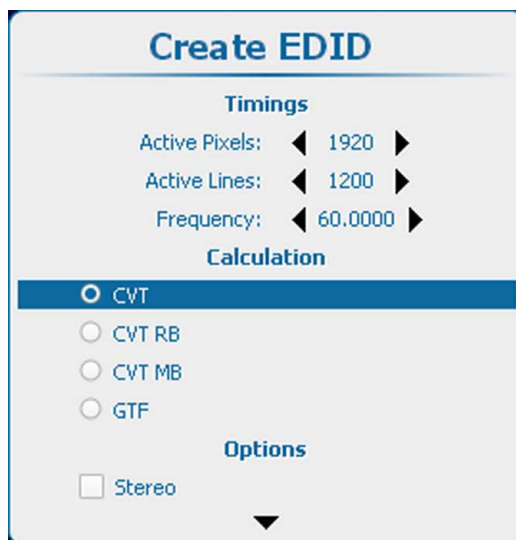 Create EDID
Timings
Active Pixels: 1920
Active Lines: 1200
Frequency: 60.0000
Calculation
CVT
CVT RB
CVT MB
GTF
Options
Stereo